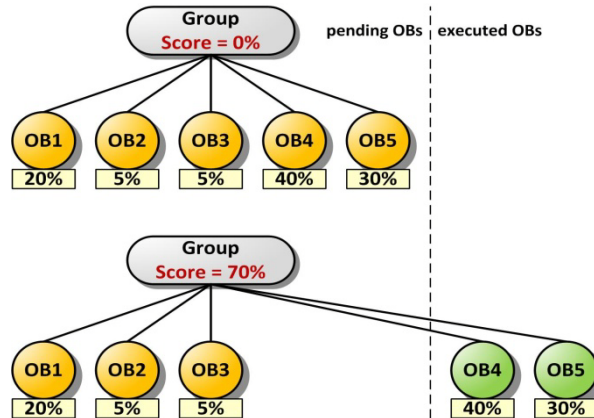 Group
Score = 0%
pending OBs executed OBs
OB1 OB2 OB3 OB4 OB5
20% 5% 5% 40% 30%
Group
Score = 70%
OB1 OB2 OB3 OB4 OB5
20% 5% 5% 40% 30%